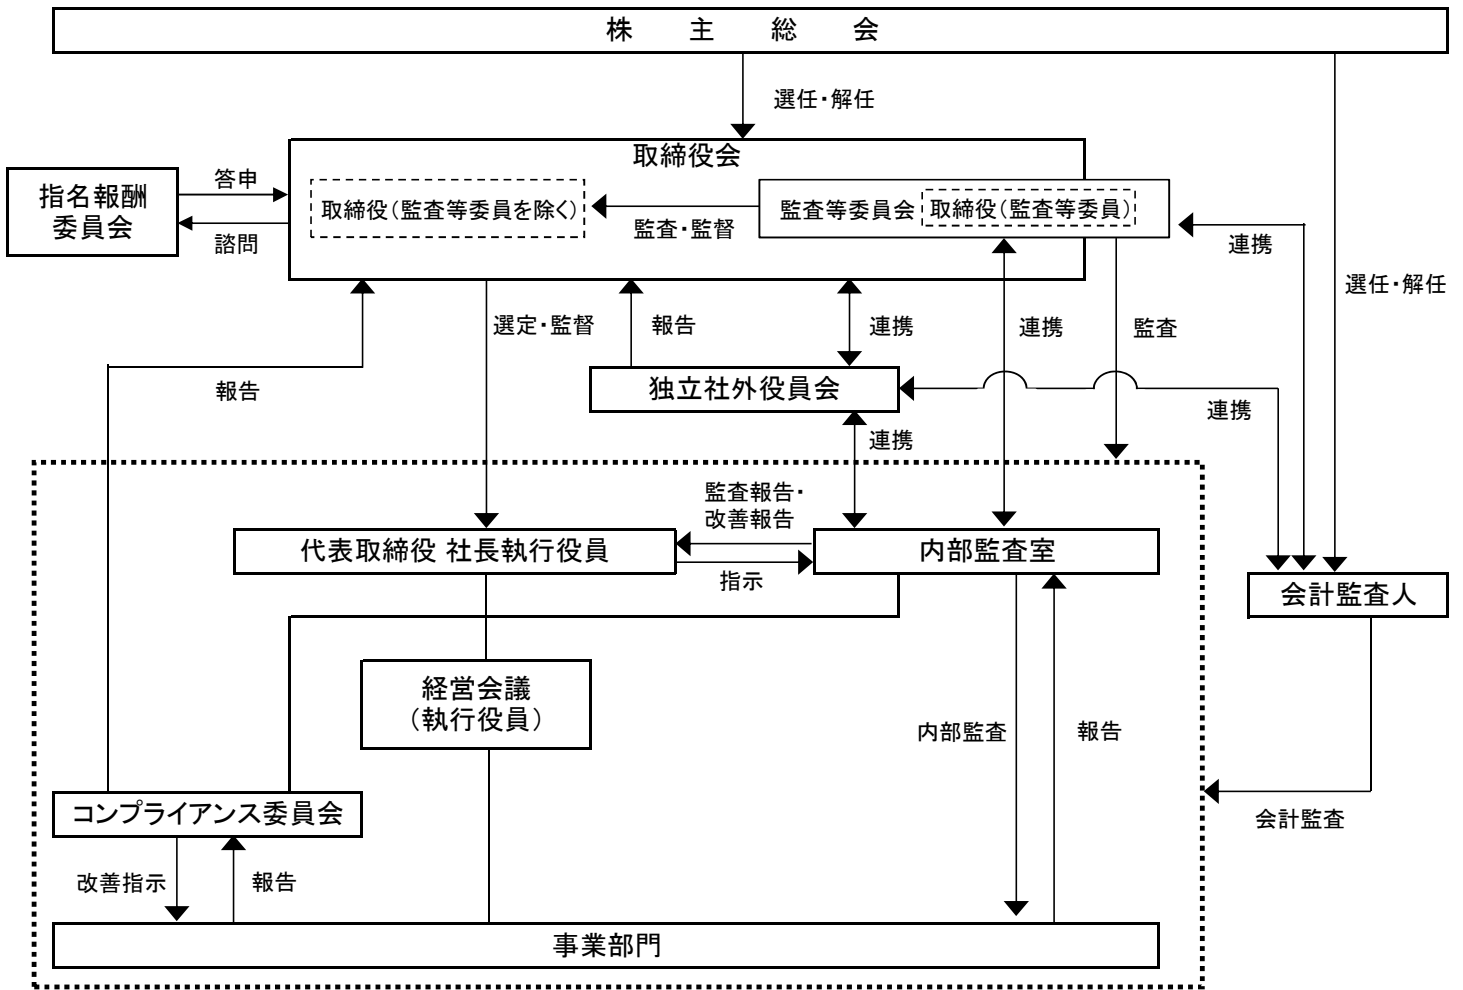 株主総会
選任・解任
取締役会
指名報酬
委員会
答申
諮問
取締役(監査等委員を除く)
監査・監督
監査等委員会
取締役(監査等委員)
連携
選任・解任
選定・監督
報告
連携
連携
監査
報告
独立社外役員会
連携
連携
監査報告・
改善報告
代表取締役 社長執行役員
指示
内部監査室
会計監査人
経営会議
(執行役員)
内部監査
報告
コンプライアンス委員会
会計監査
改善指示
報告
事業部門